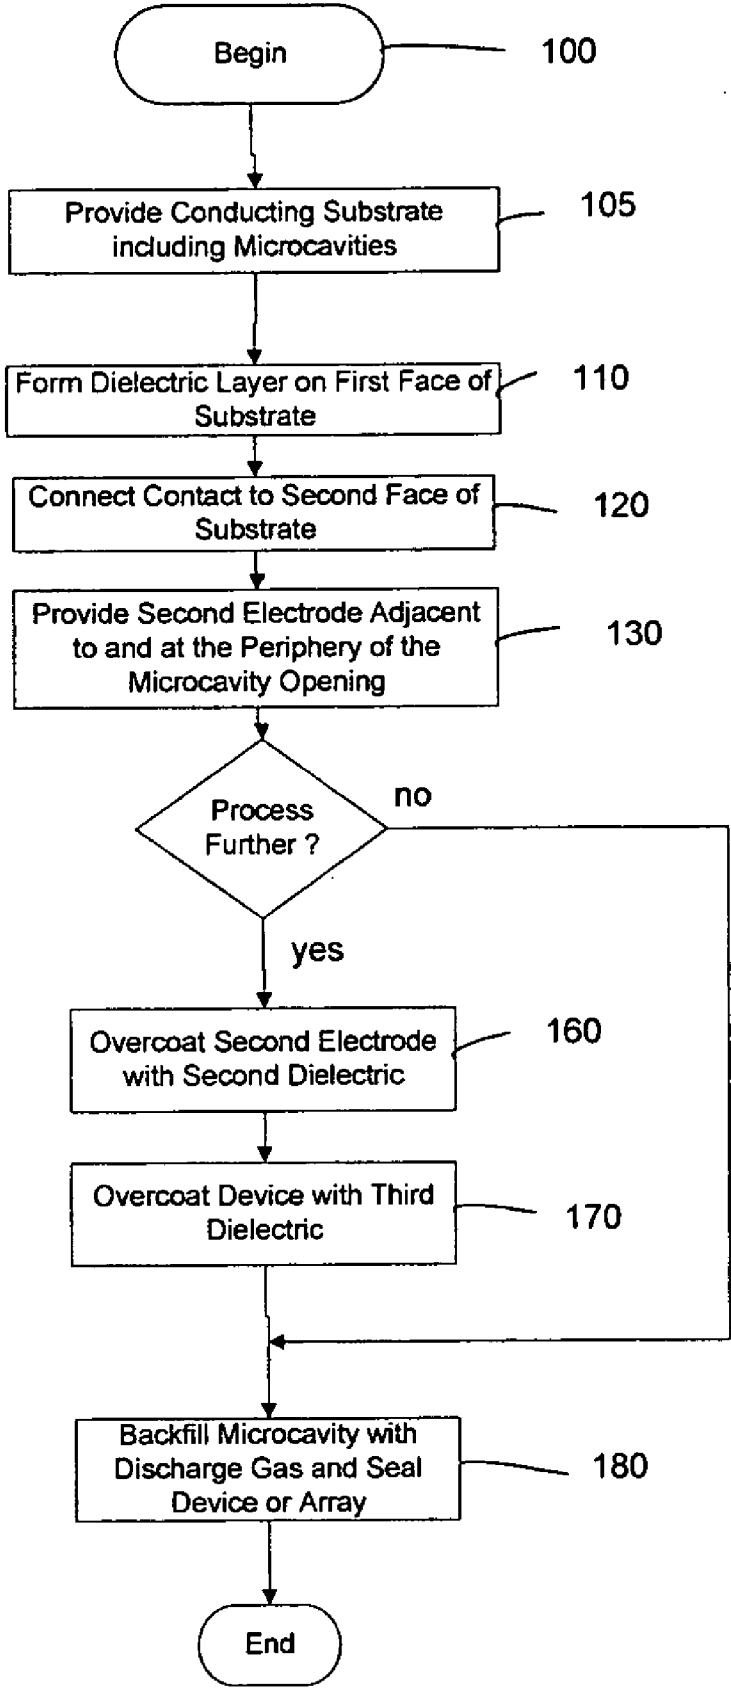 Begin
100
Provide Conducting Substrate
including Microcavities
105
Form Dielectric Layer on First Face of
Substrate
110
Connect Contact to Second Face of
Substrate
120
Provide Second Electrode Adjacent
to and at the Periphery of the
Microcavity Opening
130
Process
Further ?
no
yes
Overcoat Second Electrode
with Second Dielectric
160
Overcoat Device with Third
Dielectric
170
Backfill Microcavity with
Discharge Gas and Seal
Device or Array
180
End